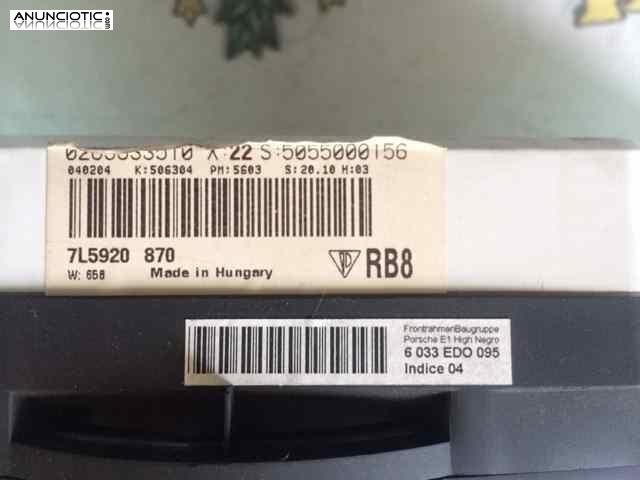 ANUNCIOTIC.com
X:22 S:5055000156
040204 K:506304 PM:5603 S:20.10 H:03
7L5920 870
RB8
W: 658 Made in Hungary
FrontrahmenBaugruppe
Porsche E1 High Negro
6 033 EDO 095
Indice 04